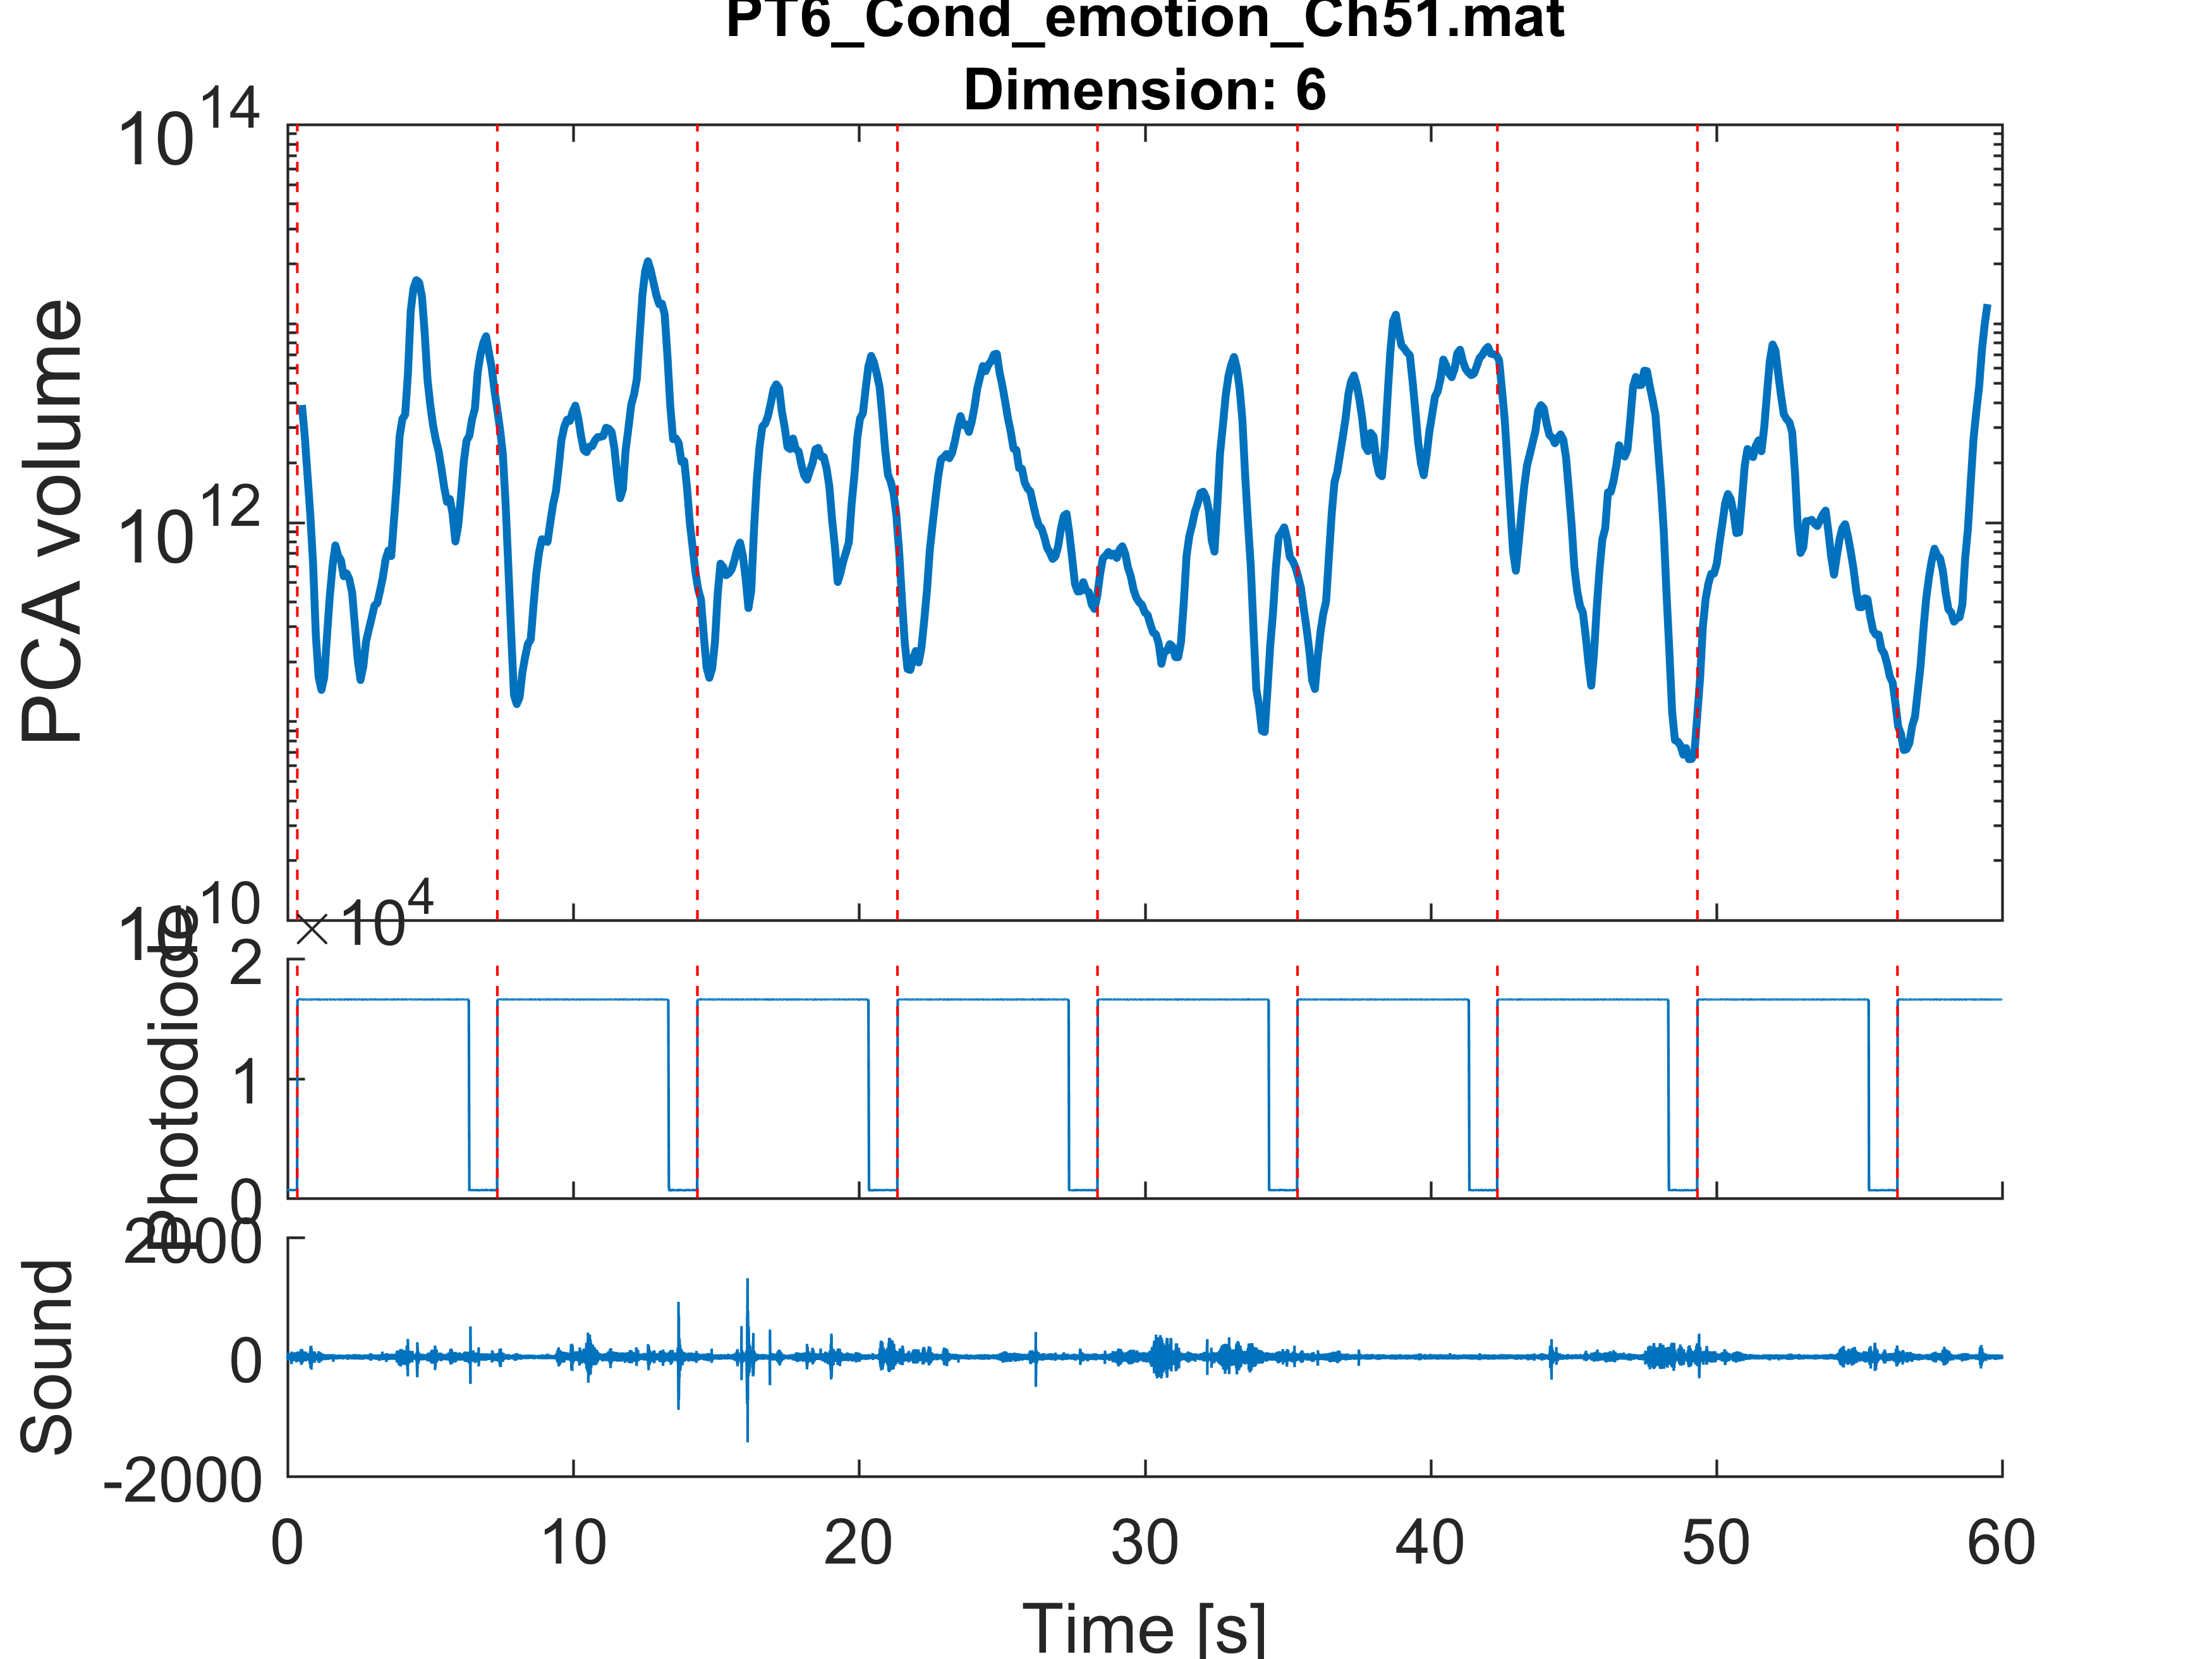 PT6_Cond_emotion_Ch51.mat
Dimension: 6
10^14
10^12
10^10
PCA volume
×10^4
2
1
0
Photodiode
2000
0
-2000
Sound
0 10 20 30 40 50 60
Time [s]